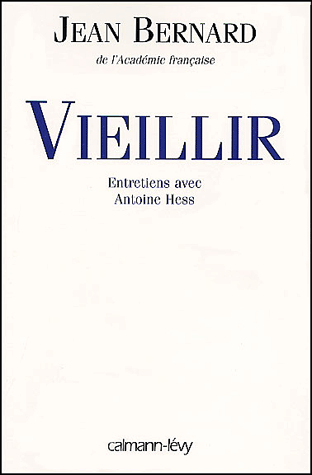 JEAN BERNARD
de l'Académie française
VIEILLIR
Entretiens avec
Antoine Hess
calmann-lévy